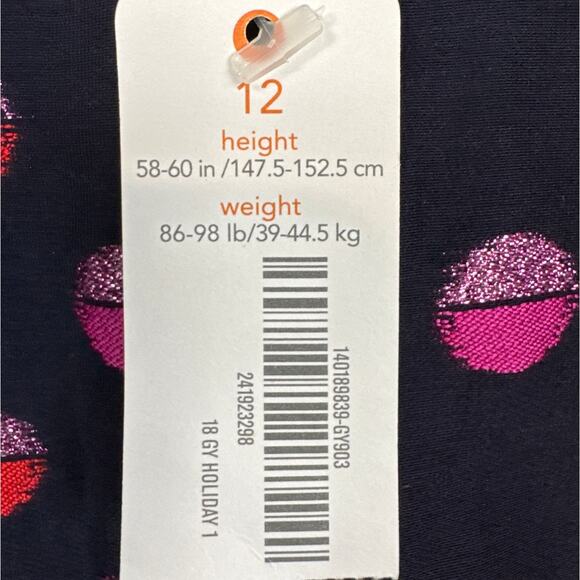 12
height
58-60 in /147.5-152.5 cm
weight
86-98 lb/39-44.5 kg
140189839-GY903
241923298
18 GY HOLIDAY 1